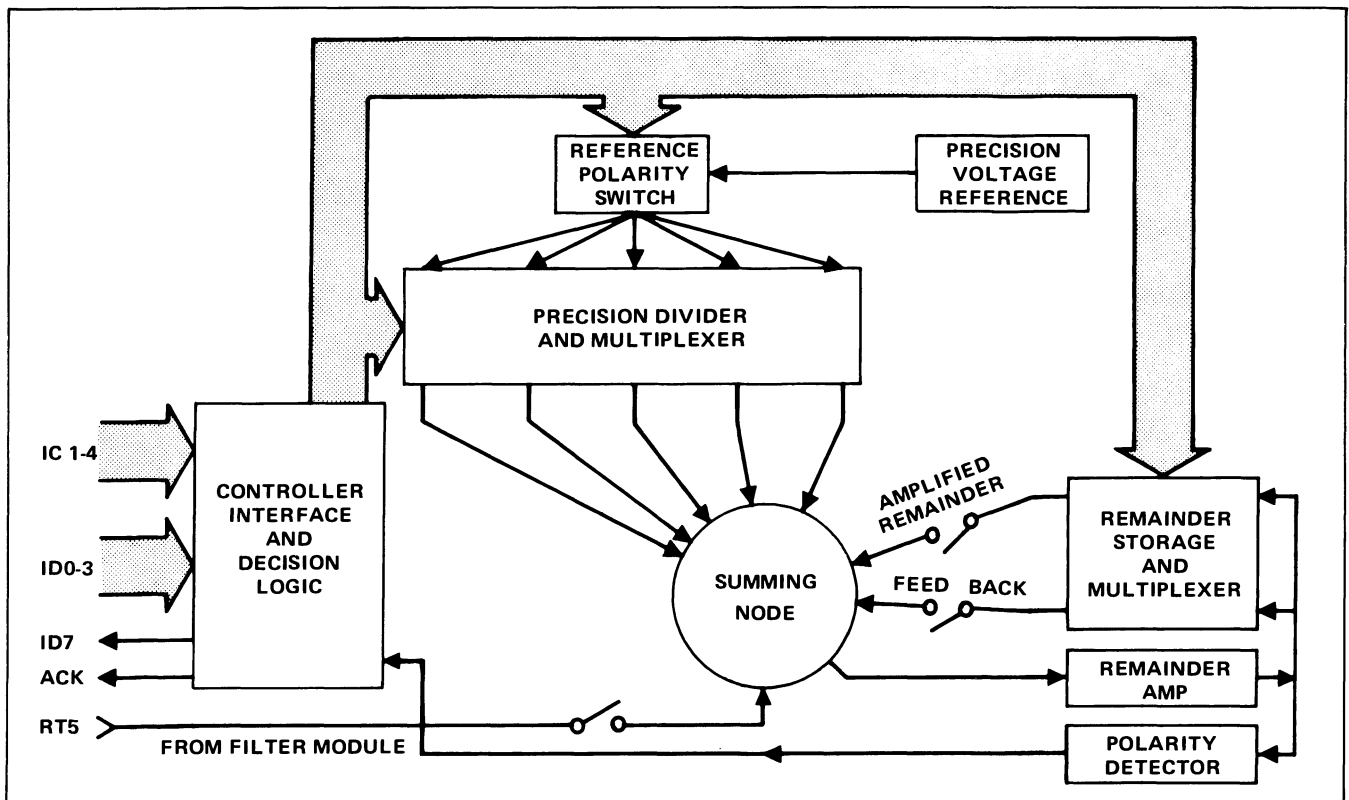 REFERENCE
POLARITY
SWITCH
PRECISION
VOLTAGE
REFERENCE
PRECISION DIVIDER
AND MULTIPLEXER
IC 1-4
ID0-3
ID7
ACK
RT5
CONTROLLER
INTERFACE
AND
DECISION
LOGIC
FROM FILTER MODULE
SUMMING
NODE
AMPLIFIED
REMAINDER
FEED BACK
REMAINDER
STORAGE
AND
MULTIPLEXER
REMAINDER
AMP
POLARITY
DETECTOR